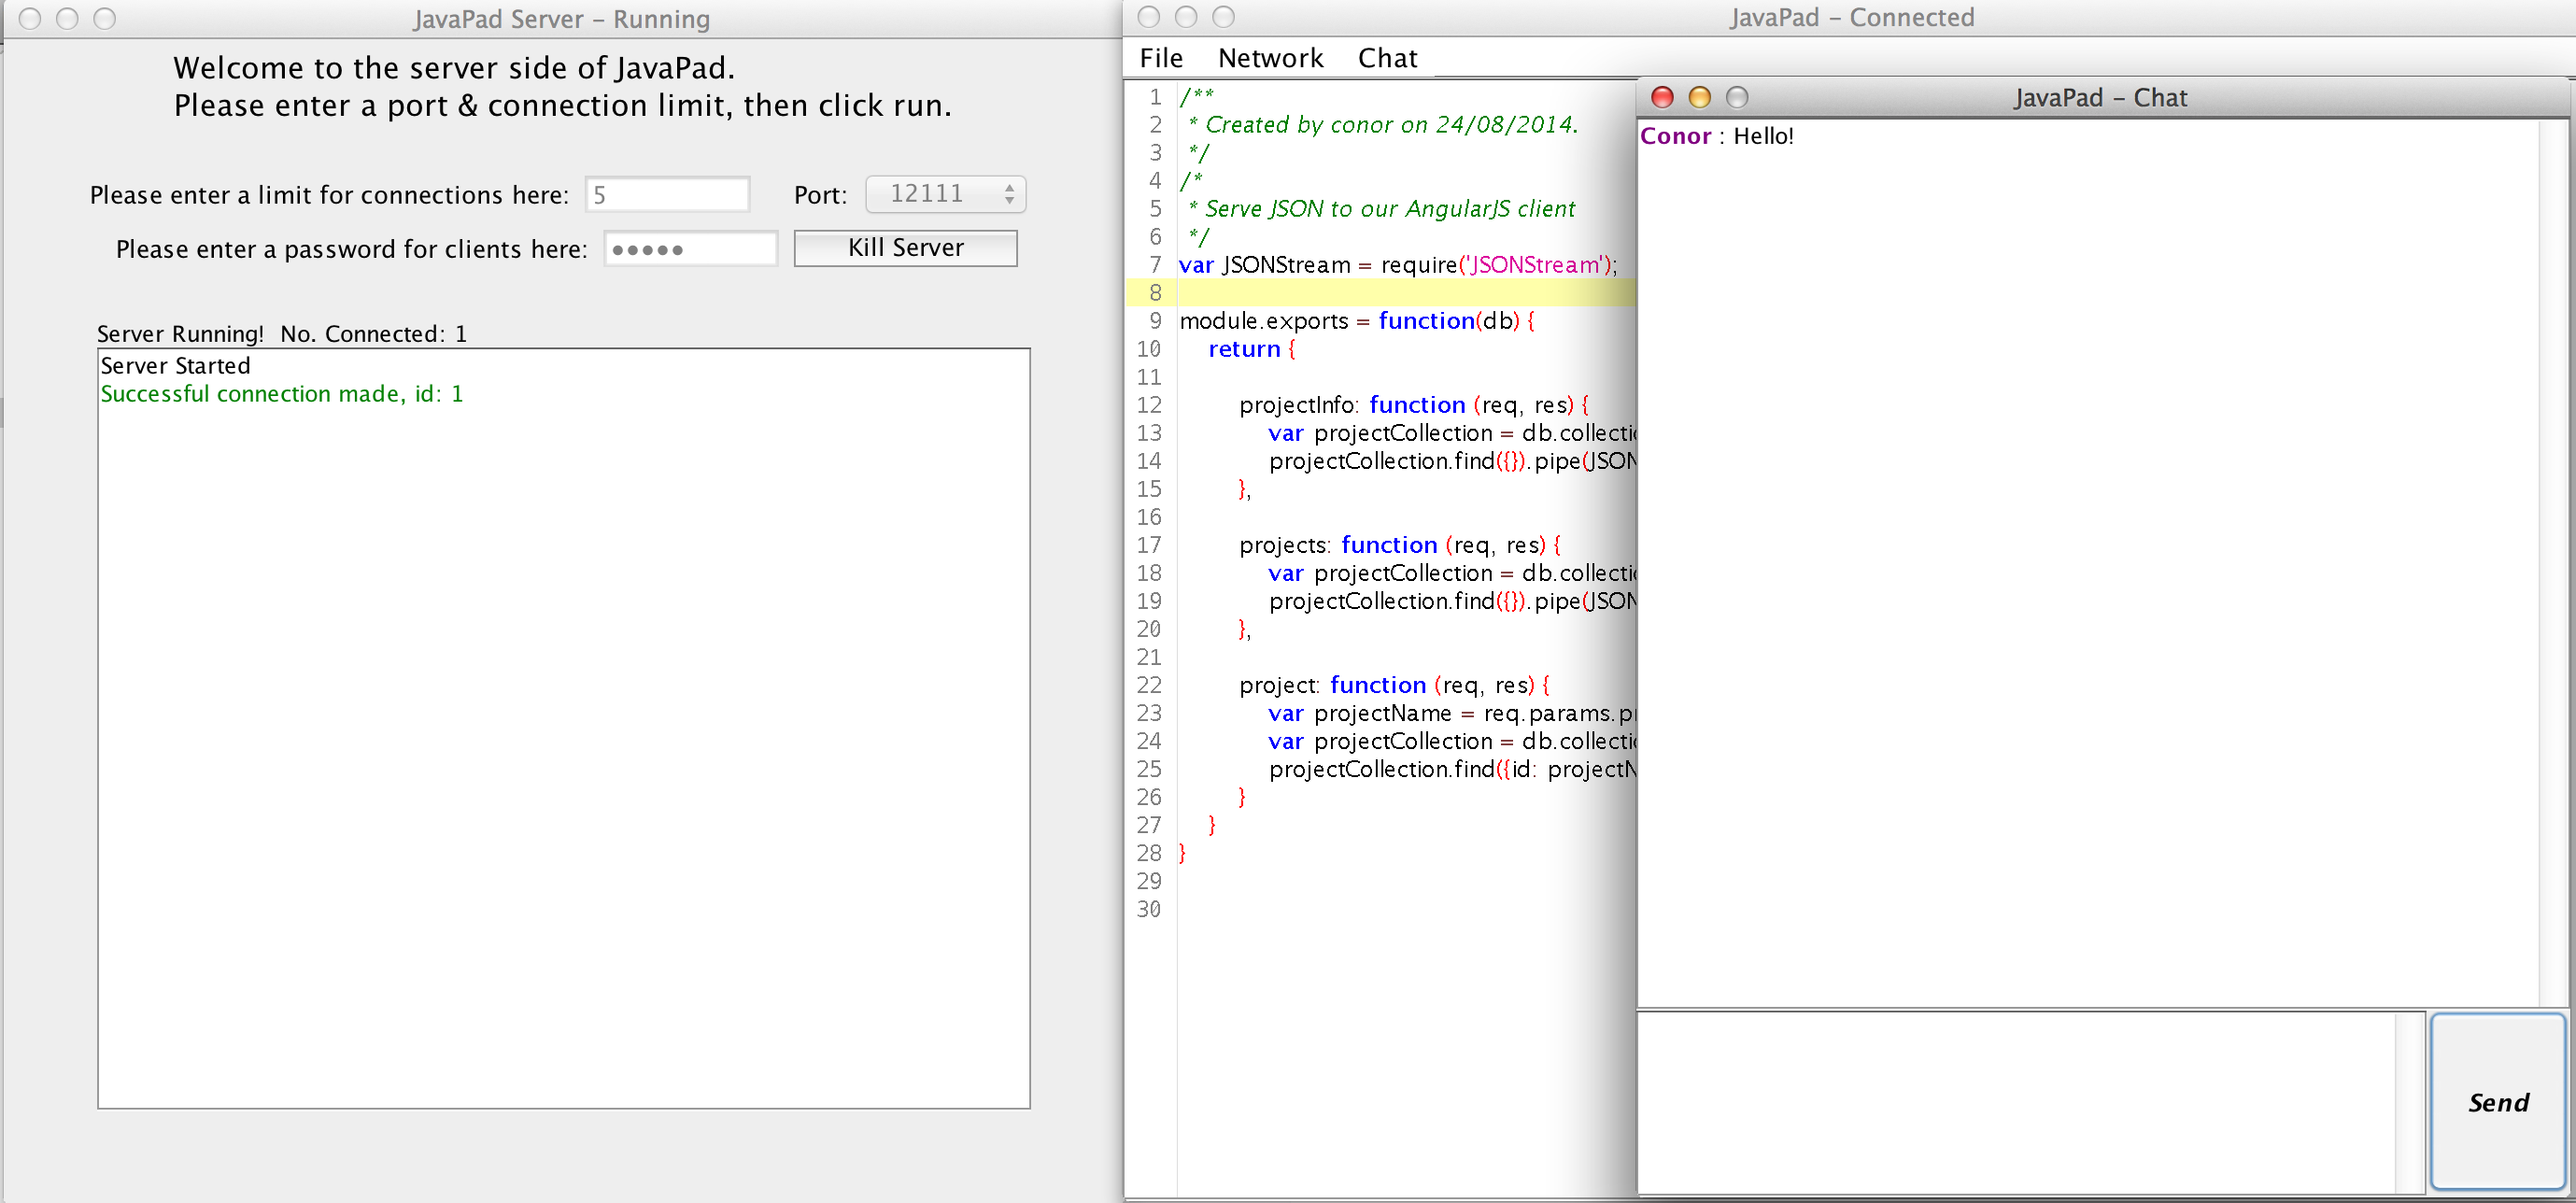 JavaPad Server - Running
Welcome to the server side of JavaPad.
Please enter a port & connection limit, then click run.
Please enter a limit for connections here: 5 Port: 12111
Please enter a password for clients here: ••••• Kill Server
Server Running! No. Connected: 1
Server Started
Successful connection made, id: 1
JavaPad - Connected
File Network Chat
1 /**
2 * Created by conor on 24/08/2014.
3 */
4 /*
5 * Serve JSON to our AngularJS client
6 */
7 var JSONStream = require('JSONStream');
8
9 module.exports = function(db) {
10 return {
11
12 projectInfo: function (req, res) {
13 var projectCollection = db.collecti
14 projectCollection.find({}).pipe(JSON
15 },
16
17 projects: function (req, res) {
18 var projectCollection = db.collecti
19 projectCollection.find({}).pipe(JSON
20 },
21
22 project: function (req, res) {
23 var projectName = req.params.p
24 var projectCollection = db.collecti
25 projectCollection.find({id: projectN
26 }
27 }
28 }
29
30
JavaPad - Chat
Conor : Hello!
Send